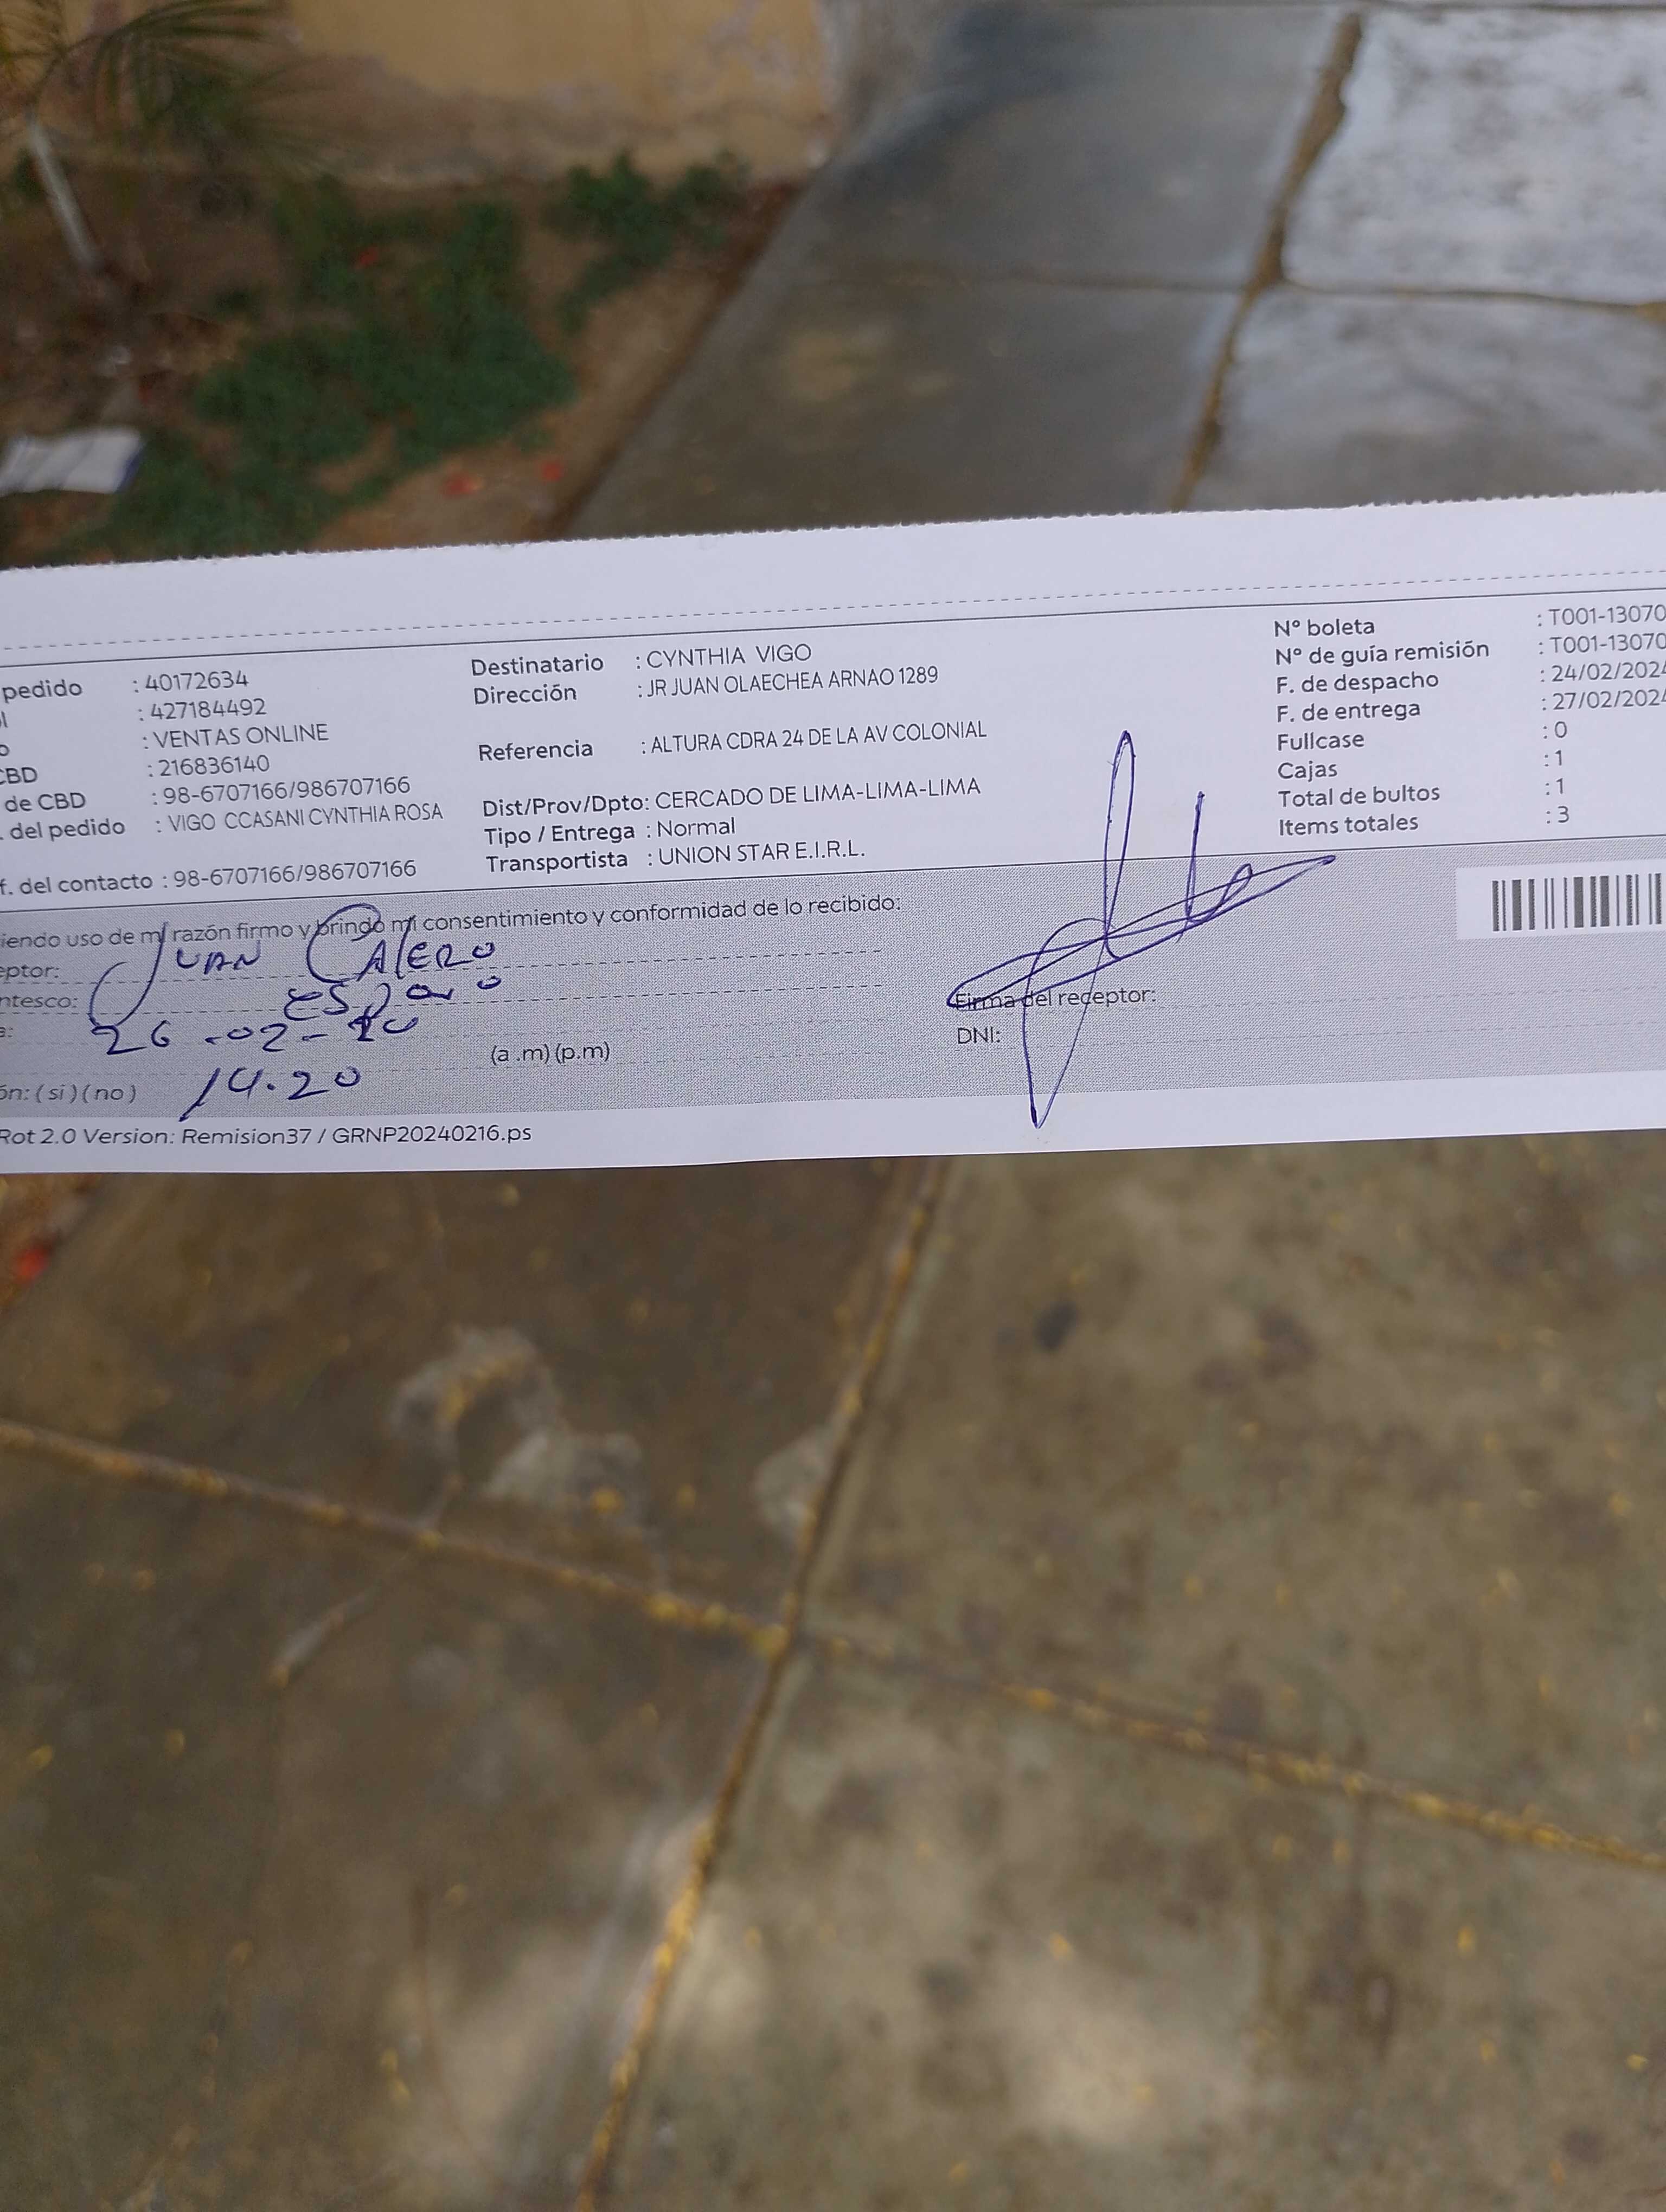 pedido : 40172634
: 427184492
: VENTAS ONLINE
CBD : 216836140
de CBD : 98-6707166/986707166
del pedido : VIGO CCASANI CYNTHIA ROSA
f. del contacto : 98-6707166/986707166
Destinatario : CYNTHIA VIGO
Dirección : JR JUAN OLAECHEA ARNAO 1289
Referencia : ALTURA CDRA 24 DE LA AV COLONIAL
Dist/Prov/Dpto: CERCADO DE LIMA-LIMA-LIMA
Tipo / Entrega : Normal
Transportista : UNION STAR E.I.R.L.
Nº boleta : T001-13070
Nº de guía remisión : T001-13070
F. de despacho : 24/02/2024
F. de entrega : 27/02/2024
Fullcase : 0
Cajas : 1
Total de bultos : 1
Items totales : 3
iendo uso de mi razón firmo y brindo mi consentimiento y conformidad de lo recibido:
eptor: JUAN CALERO
ntesco: esposo
26-02-
(a .m) (p.m)
ón: ( si ) ( no ) 14.20
Firma del receptor:
DNI:
Rot 2.0 Version: Remision37 / GRNP20240216.ps